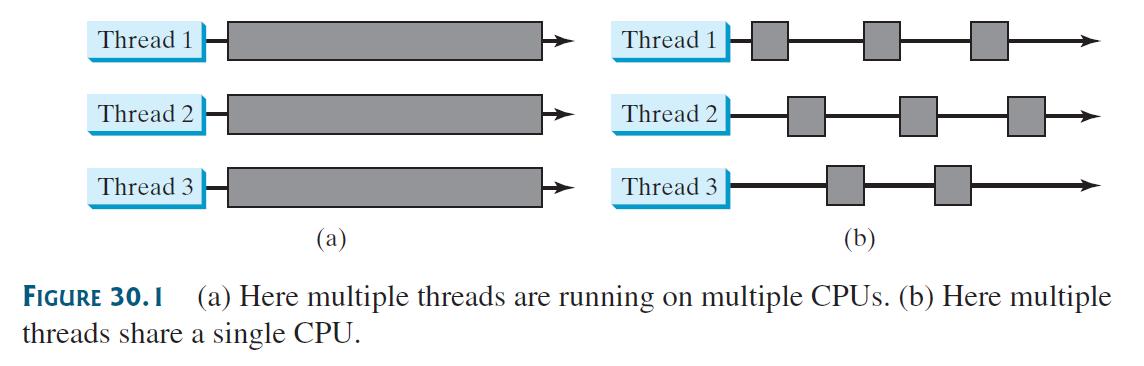 Thread 1
Thread 2
Thread 3
(a)
Thread 1
Thread 2
Thread 3
(b)
FIGURE 30.1 (a) Here multiple threads are running on multiple CPUs. (b) Here multiple
threads share a single CPU.